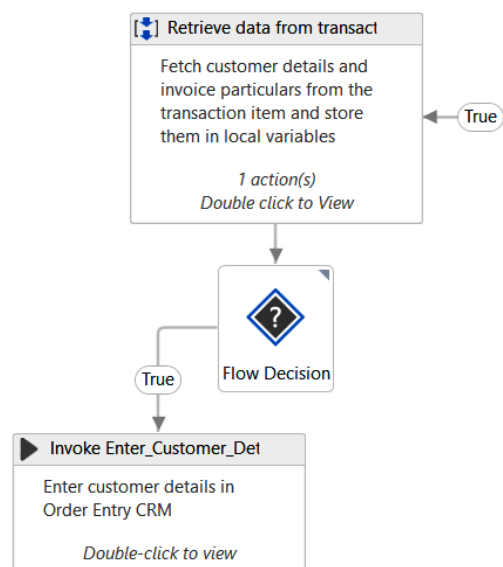 Retrieve data from transact
Fetch customer details and
invoice particulars from the
transaction item and store
them in local variables
True
1 action(s)
Double click to View
?
Flow Decision
True
Invoke Enter_Customer_Det
Enter customer details in
Order Entry CRM
Double-click to view